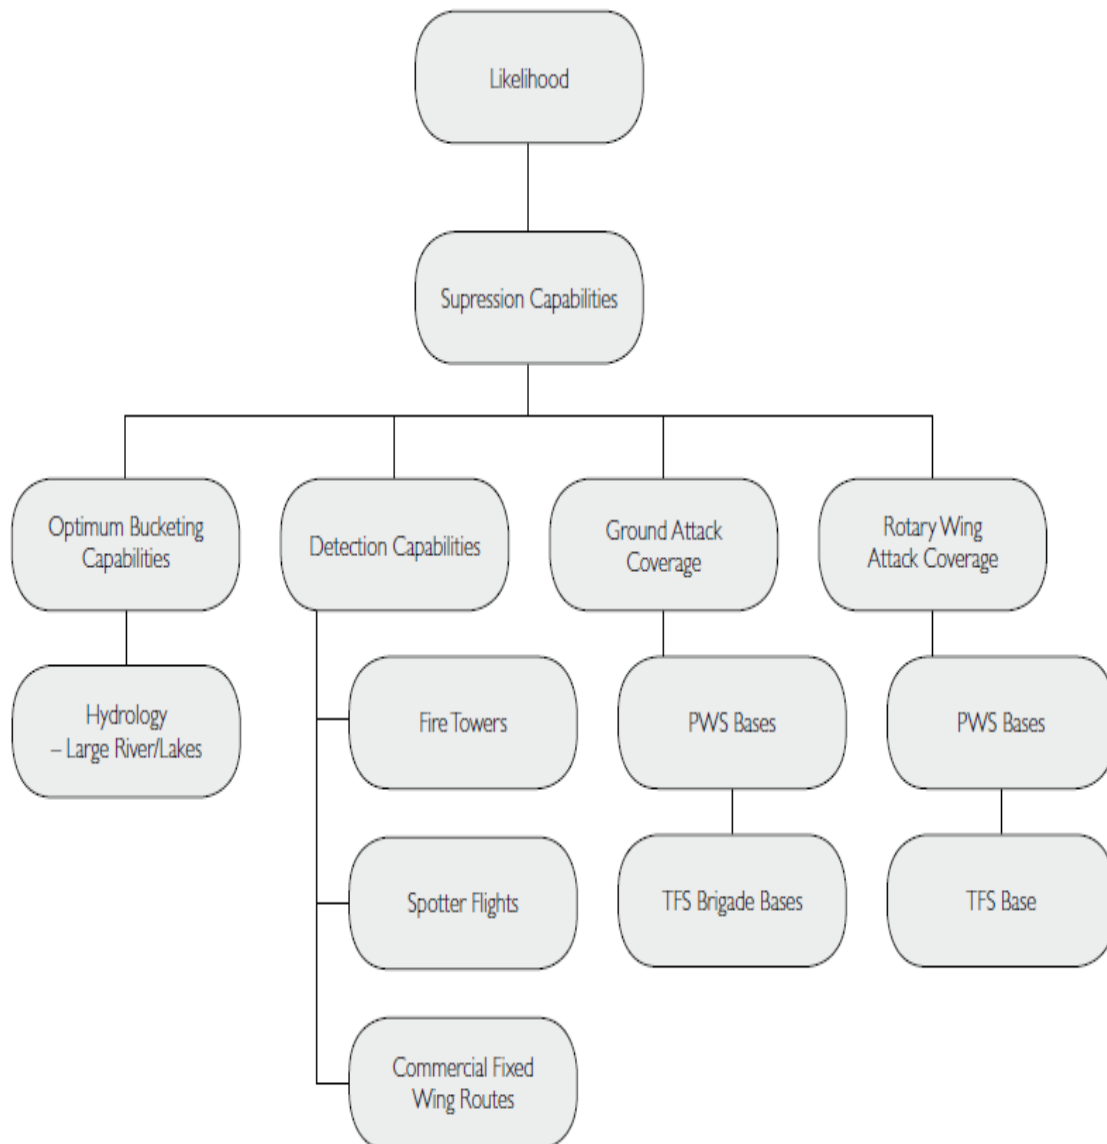 Likelihood
Supression Capabilities
Optimum Bucketing
Capabilities
Detection Capabilities
Ground Attack
Coverage
Rotary Wing
Attack Coverage
Hydrology
– Large River/Lakes
Fire Towers
PWS Bases
PWS Bases
Spotter Flights
TFS Brigade Bases
TFS Base
Commercial Fixed
Wing Routes